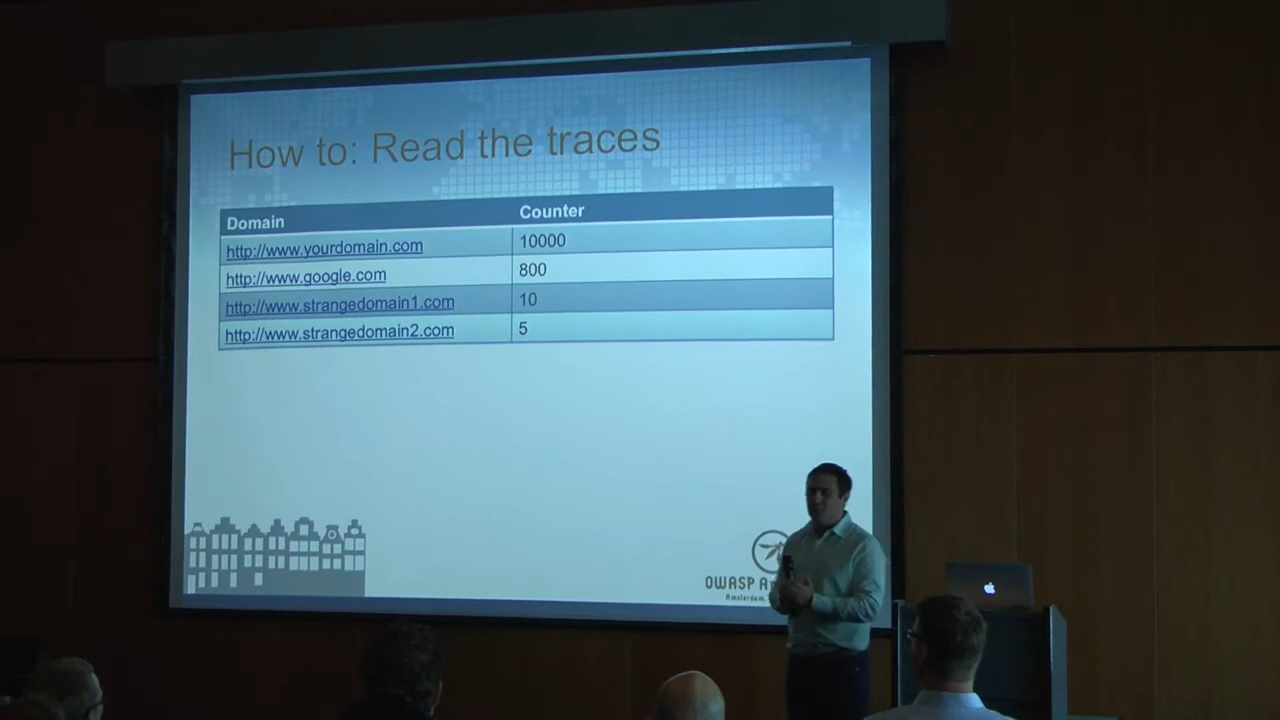 How to: Read the traces
Domain Counter
http://www.yourdomain.com 10000
http://www.google.com 800
http://www.strangedomain1.com 10
http://www.strangedomain2.com 5
OWASP
Amsterdam,